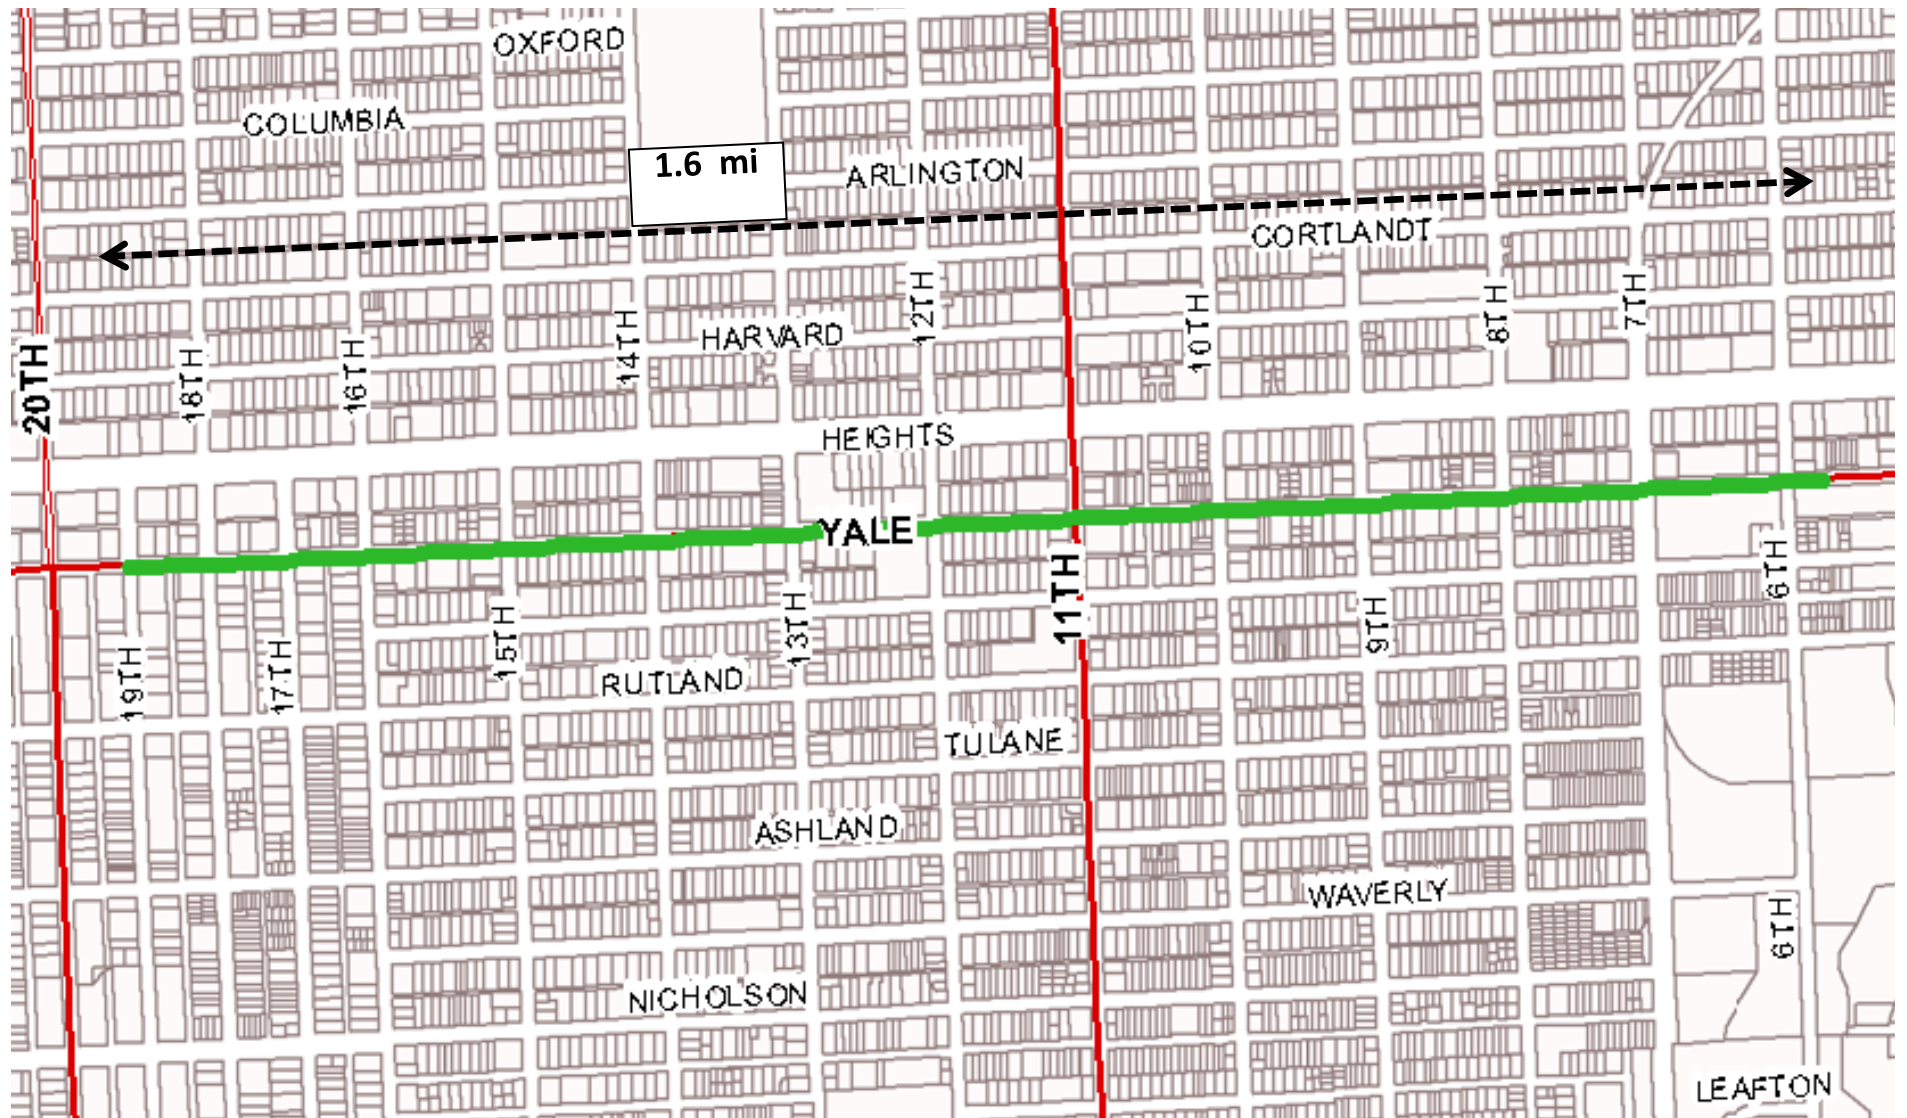 OXFORD
COLUMBIA
1.6 mi
ARLINGTON
CORTLANDT
12TH
7TH
8TH
10TH
14TH
HARVARD
16TH
18TH
20TH
HEIGHTS
YALE
11TH
6TH
15TH
13TH
9TH
19TH
17TH
RUTLAND
TULANE
ASHLAND
WAVERLY
6TH
NICHOLSON
LEAFTON